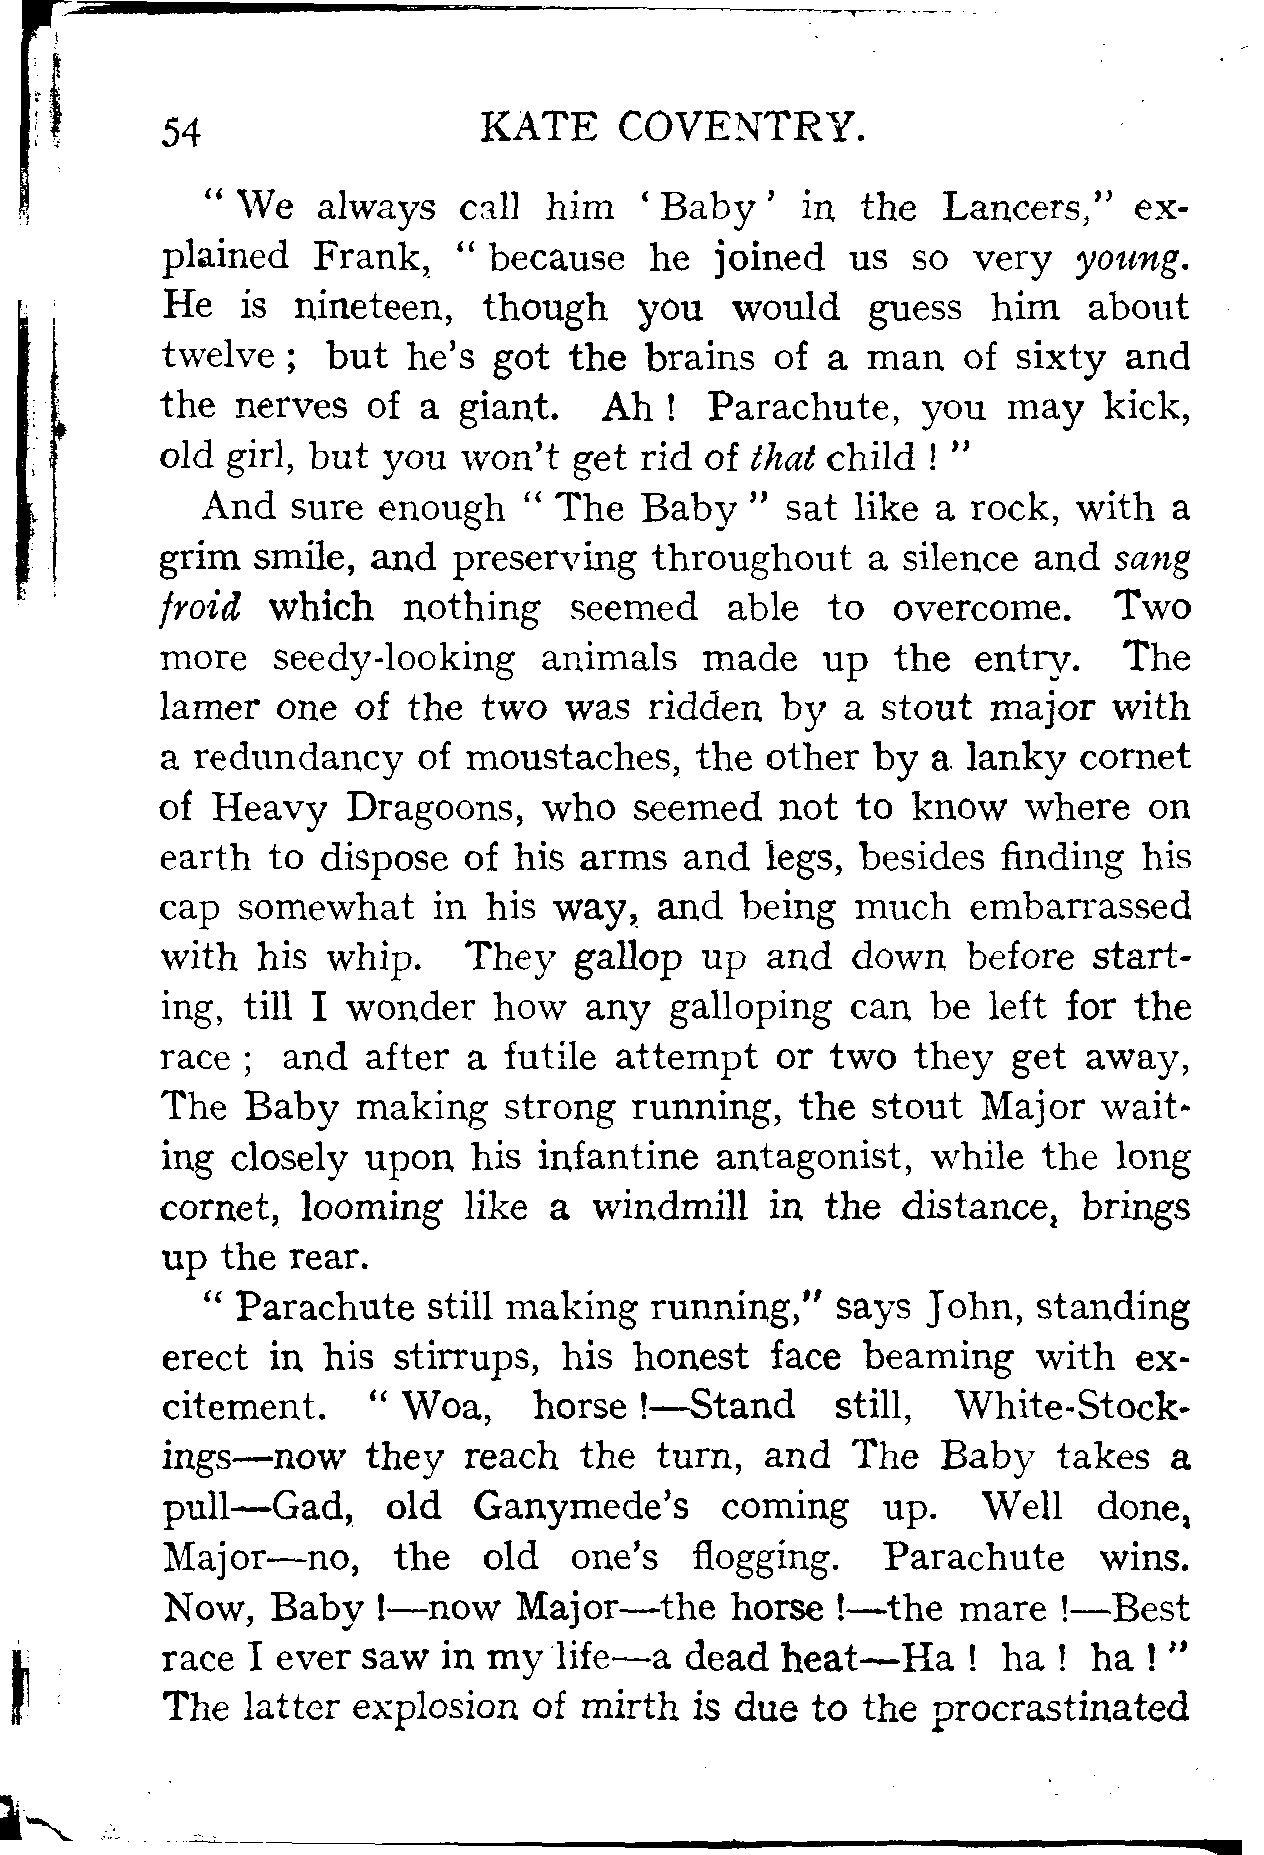 54 KATE COVENTRY.
“ We always call him ‘ Baby ’ in the Lancers,” ex-
plained Frank, “ because he joined us so very young.
He is nineteen, though you would guess him about
twelve ; but he’s got the brains of a man of sixty and
the nerves of a giant. Ah ! Parachute, you may kick,
old girl, but you won’t get rid of that child ! ”
And sure enough “ The Baby ” sat like a rock, with a
grim smile, and preserving throughout a silence and sang
froid which nothing seemed able to overcome. Two
more seedy-looking animals made up the entry. The
lamer one of the two was ridden by a stout major with
a redundancy of moustaches, the other by a lanky cornet
of Heavy Dragoons, who seemed not to know where on
earth to dispose of his arms and legs, besides finding his
cap somewhat in his way, and being much embarrassed
with his whip. They gallop up and down before start-
ing, till I wonder how any galloping can be left for the
race ; and after a futile attempt or two they get away,
The Baby making strong running, the stout Major wait-
ing closely upon his infantine antagonist, while the long
cornet, looming like a windmill in the distance, brings
up the rear.
“ Parachute still making running,” says John, standing
erect in his stirrups, his honest face beaming with ex-
citement. “ Woa, horse !—Stand still, White-Stock-
ings—now they reach the turn, and The Baby takes a
pull—Gad, old Ganymede’s coming up. Well done,
Major—no, the old one’s flogging. Parachute wins.
Now, Baby !—now Major—the horse !—the mare !—Best
race I ever saw in my life—a dead heat—Ha ! ha ! ha ! ”
The latter explosion of mirth is due to the procrastinated